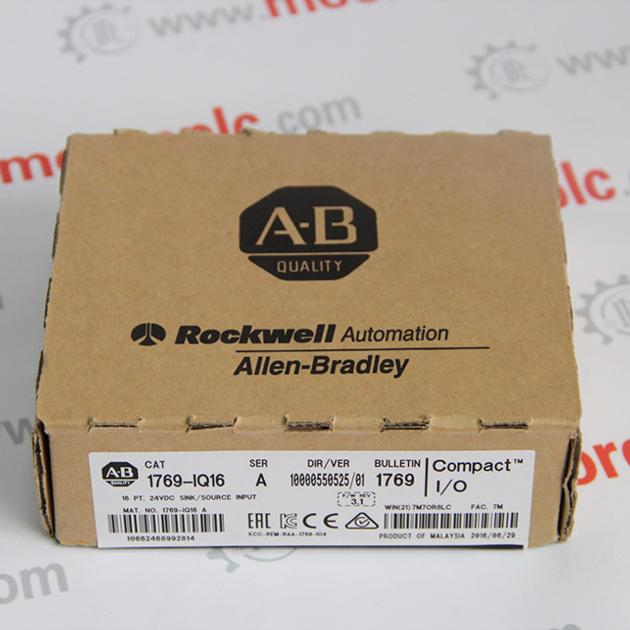 A-B
QUALITY
Rockwell Automation
Allen-Bradley
A-B
QUALITY
CAT
1769-IQ16
SER
A
DIR/VER
10000550525/01
BULLETIN
1769
Compact™
I/O
16 PT. 24VDC SINK/SOURCE INPUT
F/W REV
3.1
MAT. NO. 1769-IQ16 A
10662468992814
EAC
KCC-REM-RAA-1769-IO4
WIN(21)7M7OR8LC
FAC. 7M
PRODUCT OF MALAYSIA 2016/06/29